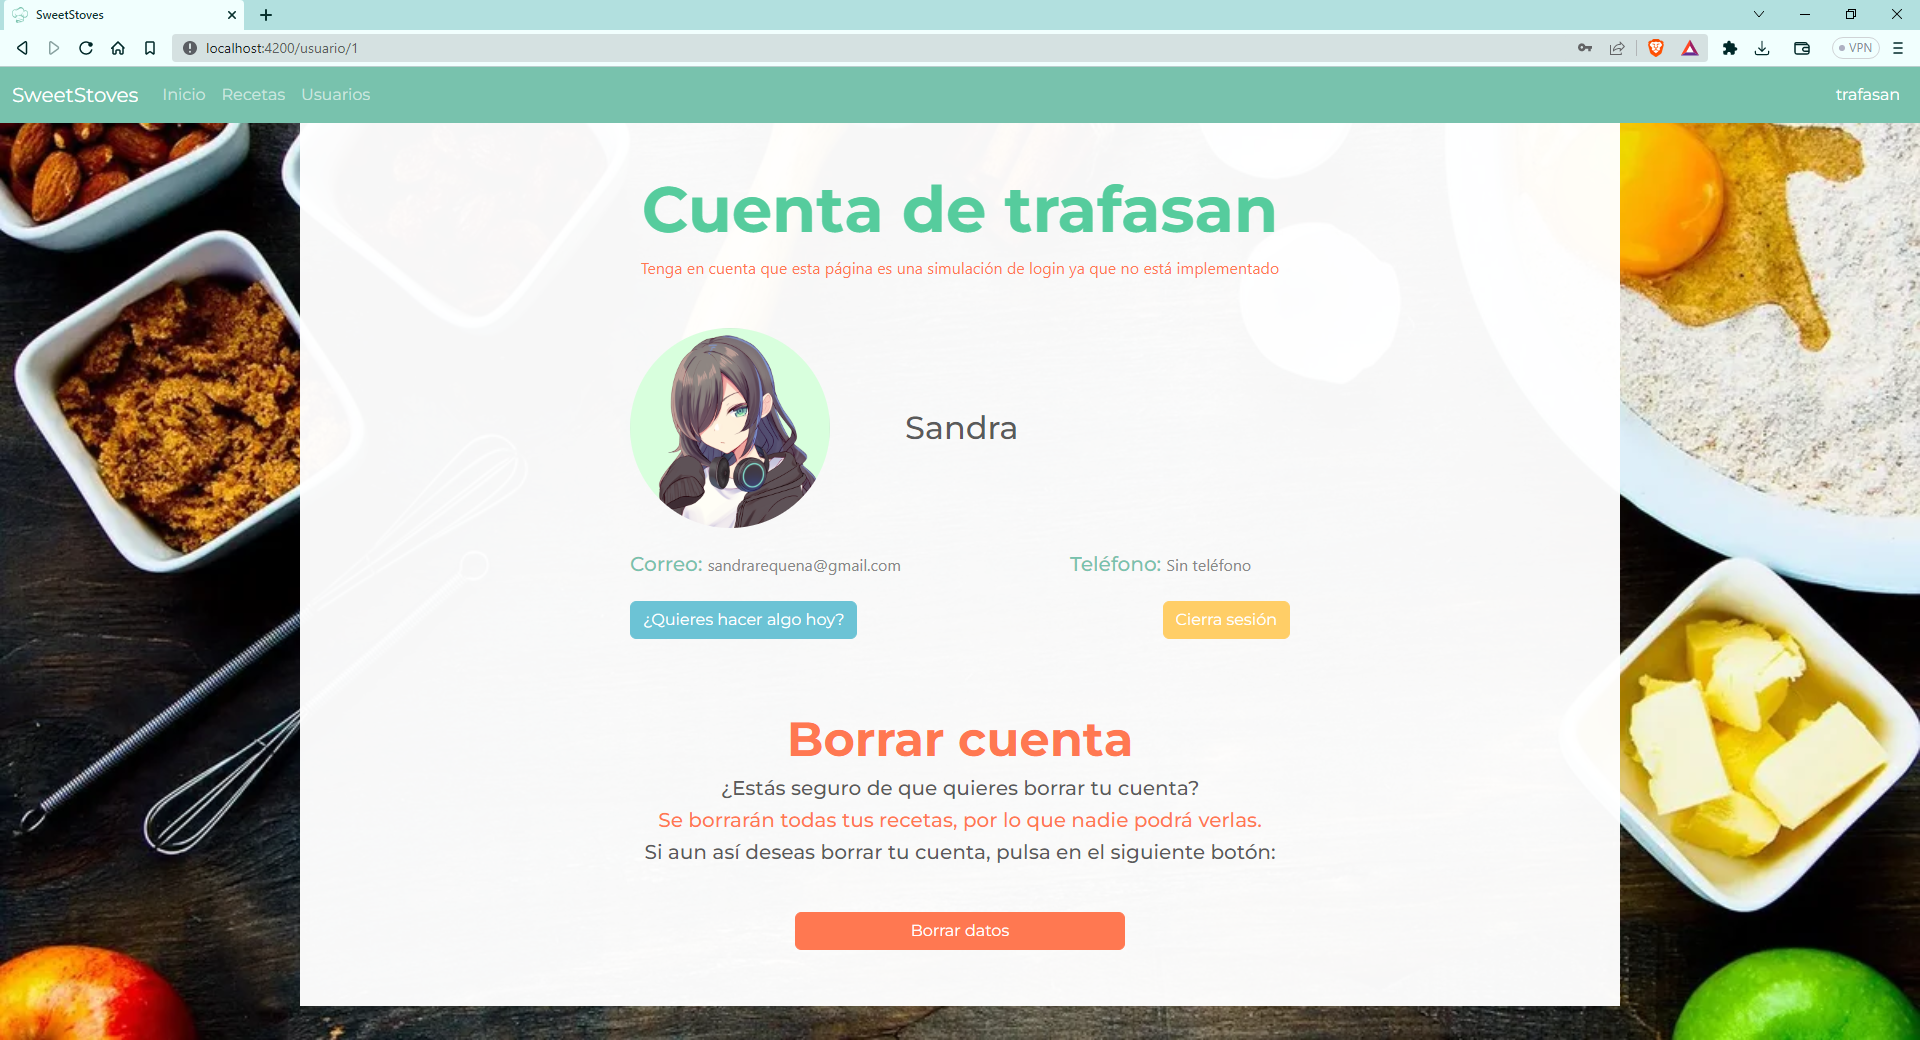 SweetStoves
localhost:4200/usuario/1
VPN
SweetStoves Inicio Recetas Usuarios trafasan
Cuenta de trafasan
Tenga en cuenta que esta página es una simulación de login ya que no está implementado
Sandra
Correo: sandrarequena@gmail.com Teléfono: Sin teléfono
¿Quieres hacer algo hoy? Cierra sesión
Borrar cuenta
¿Estás seguro de que quieres borrar tu cuenta?
Se borrarán todas tus recetas, por lo que nadie podrá verlas.
Si aun así deseas borrar tu cuenta, pulsa en el siguiente botón:
Borrar datos